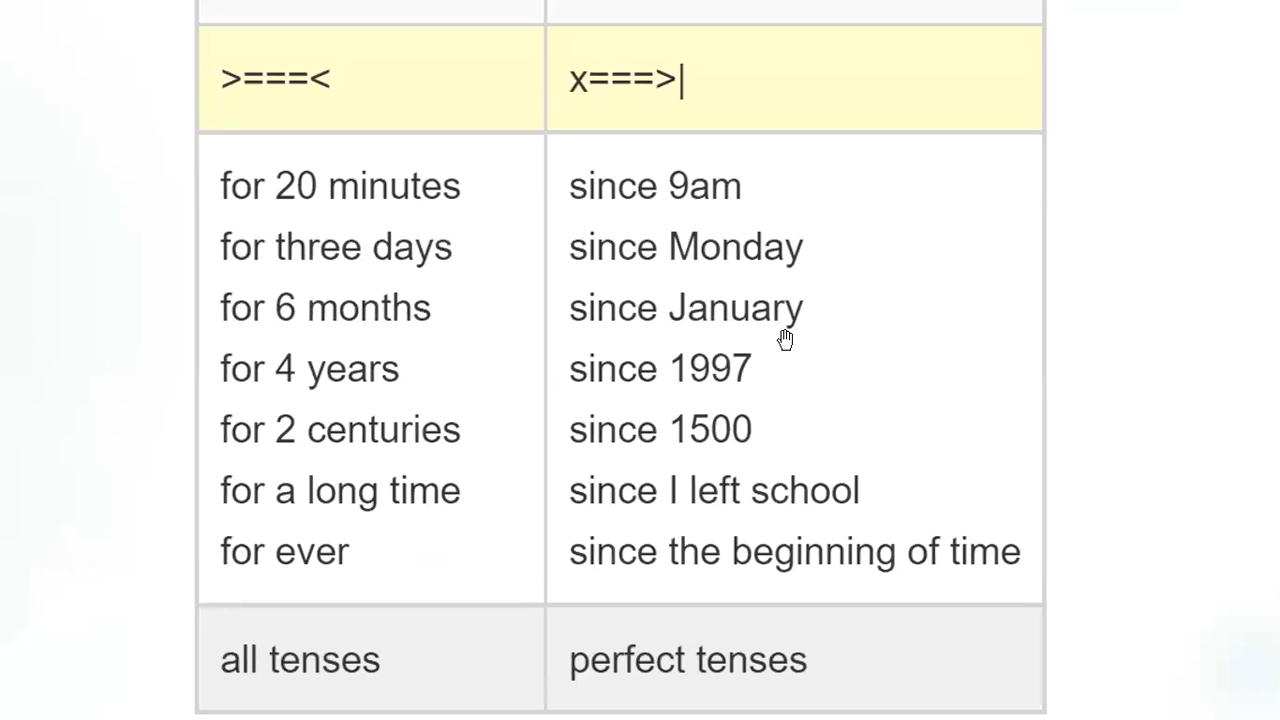 >===< x===>|
for 20 minutes since 9am
for three days since Monday
for 6 months since January
for 4 years since 1997
for 2 centuries since 1500
for a long time since I left school
for ever since the beginning of time
all tenses perfect tenses